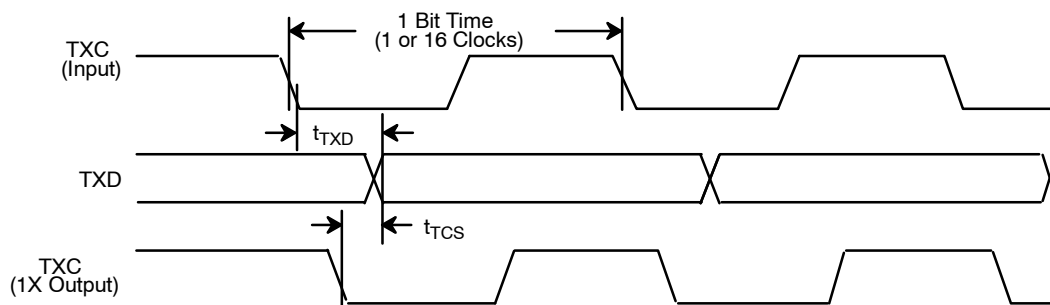 1 Bit Time
(1 or 16 Clocks)
TXC
(Input)
tTXD
TXD
tTCS
TXC
(1X Output)